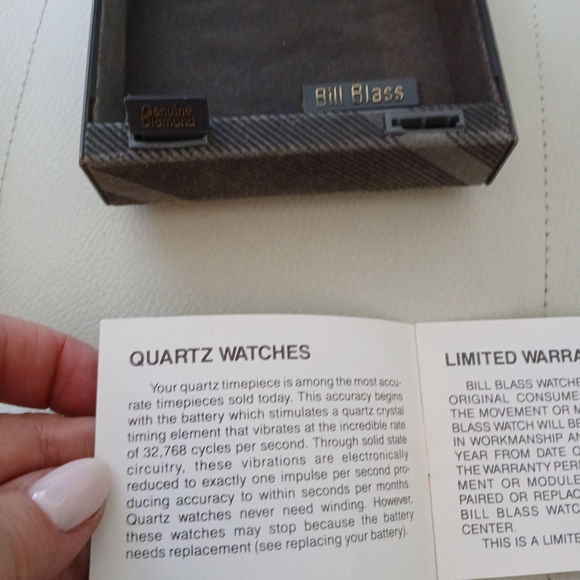 Genuine
Diamond
Bill Blass
QUARTZ WATCHES
Your quartz timepiece is among the most accu-
rate timepieces sold today. This accuracy begins
with the battery which stimulates a quartz crystal
timing element that vibrates at the incredible rate
of 32,768 cycles per second. Through solid state
circuitry, these vibrations are electronically
reduced to exactly one impulse per second pro-
ducing accuracy to within seconds per months.
Quartz watches never need winding. However,
these watches may stop because the battery
needs replacement (see replacing your battery).
LIMITED WARRA
BILL BLASS WATCHE
ORIGINAL CONSUME
THE MOVEMENT OR M
BLASS WATCH WILL BE
IN WORKMANSHIP AN
YEAR FROM DATE O
THE WARRANTY PER
MENT OR MODULE
PAIRED OR REPLAC
BILL BLASS WATC
CENTER.
THIS IS A LIMITE